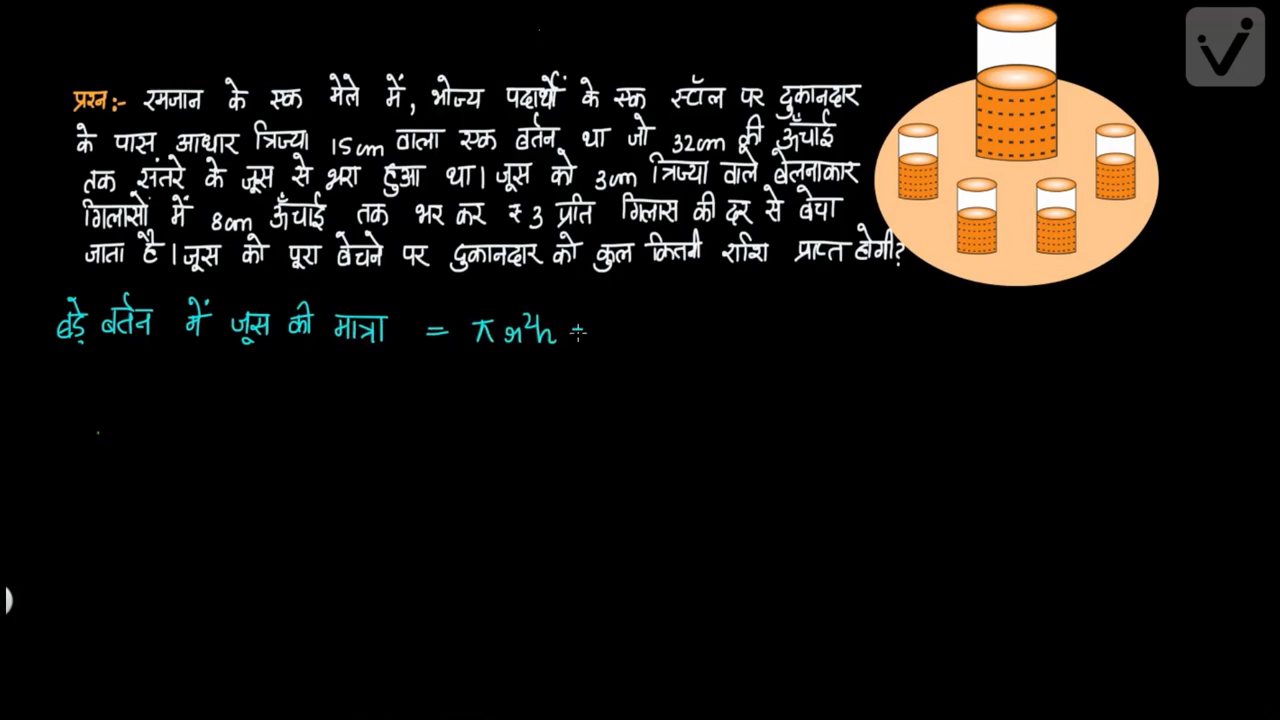 प्रश्न :- रमजान के एक मेले में, भोज्य पदार्थों के एक स्टॉल पर दुकानदार
के पास आधार त्रिज्या 15cm वाला एक बर्तन था जो 32cm की ऊँचाई
तक संतरे के जूस से भरा हुआ था। जूस को 3cm त्रिज्या वाले बेलनाकार
गिलासों में 8cm ऊँचाई तक भर कर ₹3 प्रति गिलास की दर से बेचा
जाता है। जूस को पूरा बेचने पर दुकानदार को कुल कितनी राशि प्राप्त होगी?
बड़े बर्तन में जूस की मात्रा = πr²h